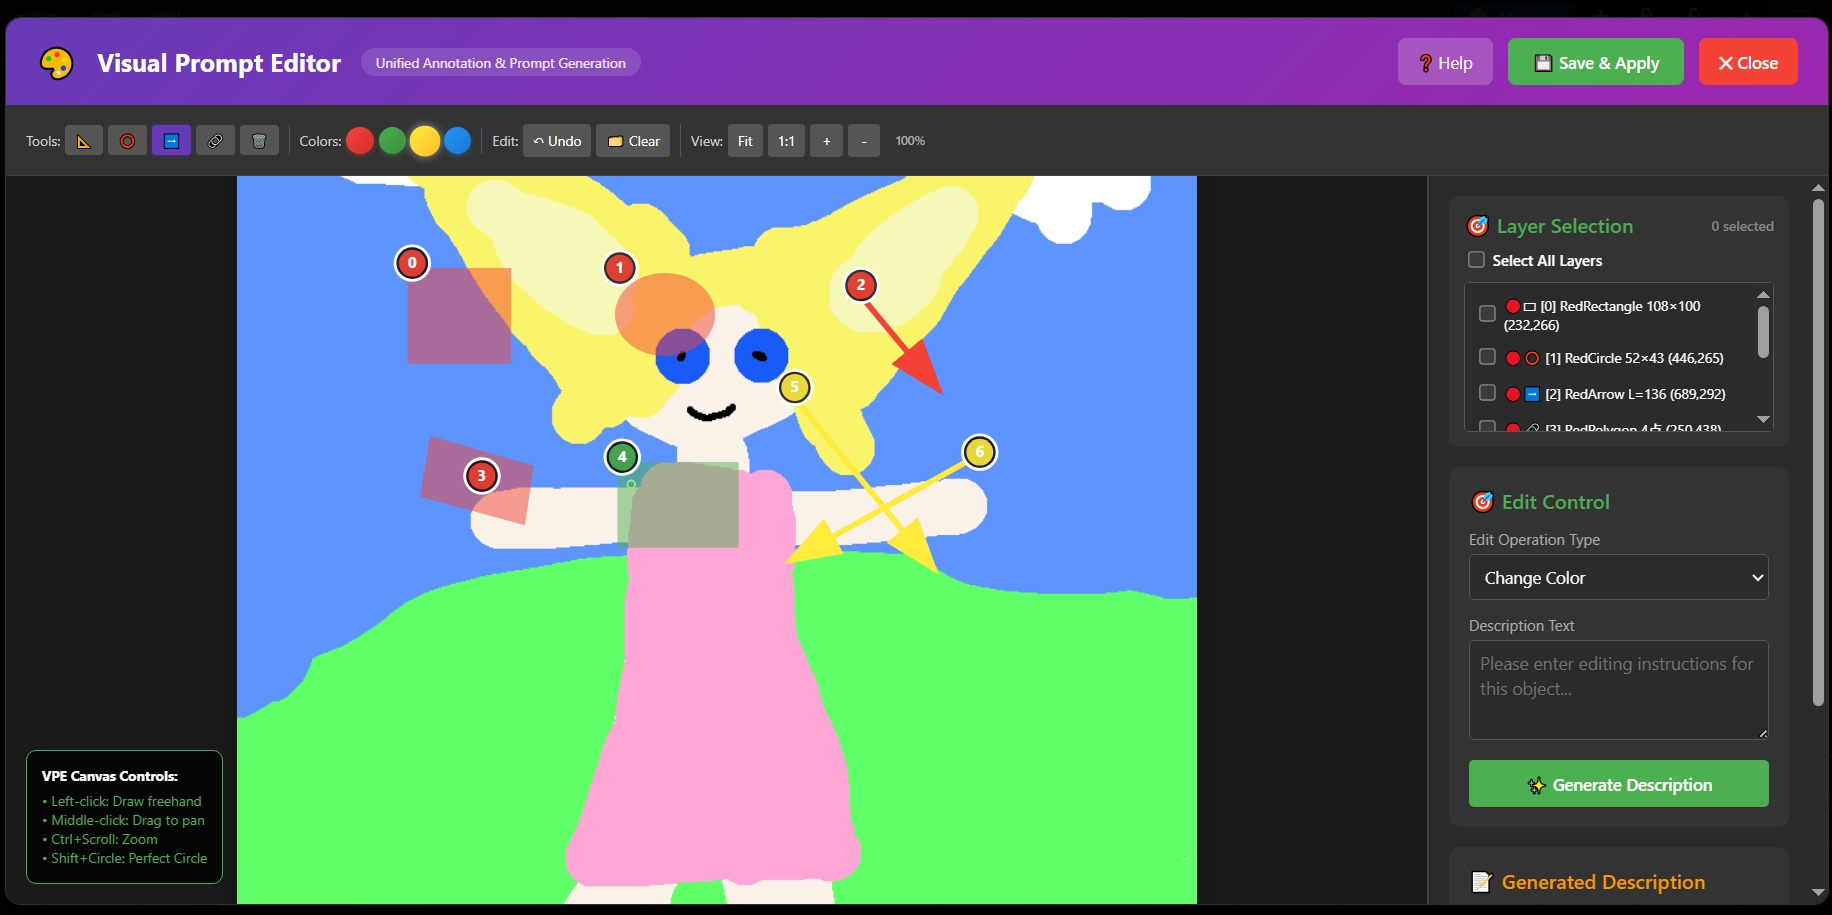 Visual Prompt Editor
Unified Annotation & Prompt Generation
Help
Save & Apply
Close
Tools:
Colors:
Edit:
Undo
Clear
View:
Fit
1:1
+
-
100%
0
1
2
3
4
5
6
VPE Canvas Controls:
• Left-click: Draw freehand
• Middle-click: Drag to pan
• Ctrl+Scroll: Zoom
• Shift+Circle: Perfect Circle
Layer Selection
0 selected
Select All Layers
[0] RedRectangle 108×100
(232,266)
[1] RedCircle 52×43 (446,265)
[2] RedArrow L=136 (689,292)
[3] RedPolygon 4点 (250,438)
Edit Control
Edit Operation Type
Change Color
Description Text
Please enter editing instructions for
this object...
Generate Description
Generated Description